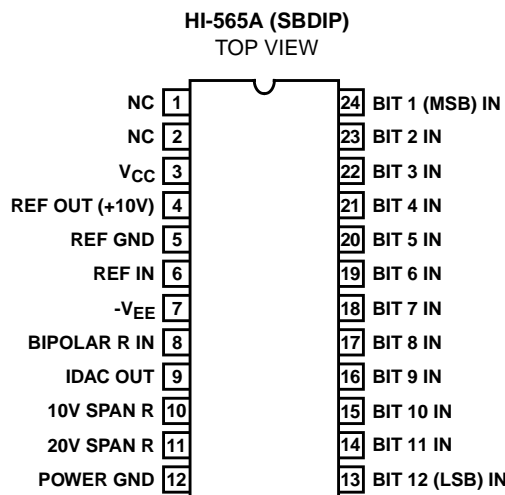 HI-565A (SBDIP)
TOP VIEW
NC 1 24 BIT 1 (MSB) IN
NC 2 23 BIT 2 IN
VCC 3 22 BIT 3 IN
REF OUT (+10V) 4 21 BIT 4 IN
REF GND 5 20 BIT 5 IN
REF IN 6 19 BIT 6 IN
-VEE 7 18 BIT 7 IN
BIPOLAR R IN 8 17 BIT 8 IN
IDAC OUT 9 16 BIT 9 IN
10V SPAN R 10 15 BIT 10 IN
20V SPAN R 11 14 BIT 11 IN
POWER GND 12 13 BIT 12 (LSB) IN